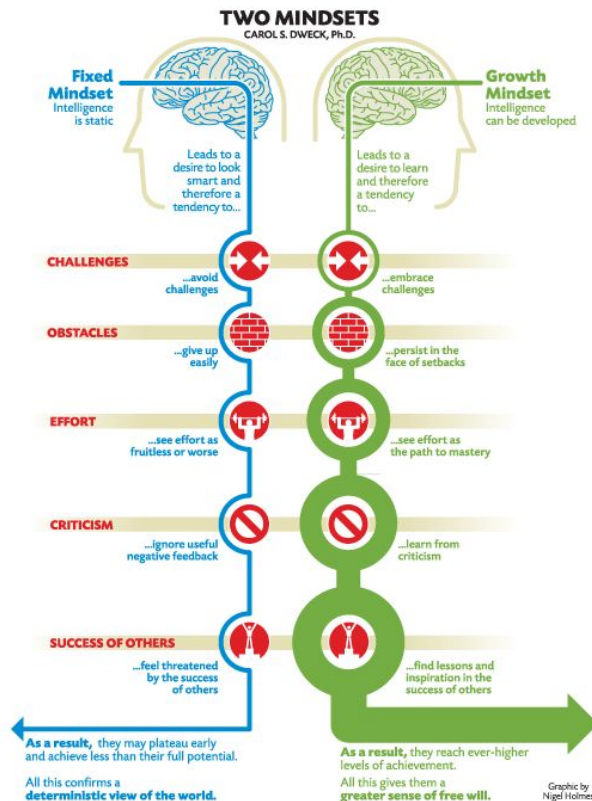 TWO MINDSETS
CAROL S. DWECK, Ph.D.
Fixed
Mindset
Intelligence
is static
Growth
Mindset
Intelligence
can be developed
Leads to a
desire to look
smart and
therefore a
tendency to...
Leads to a
desire to learn
and therefore
a tendency
to...
CHALLENGES
...avoid
challenges
...embrace
challenges
OBSTACLES
...give up
easily
...persist in the
face of setbacks
EFFORT
...see effort as
fruitless or worse
...see effort as
the path to mastery
CRITICISM
...ignore useful
negative feedback
...learn from
criticism
SUCCESS OF OTHERS
...feel threatened
by the success
of others
...find lessons and
inspiration in the
success of others
As a result, they may plateau early
and achieve less than their full potential.
All this confirms a
deterministic view of the world.
As a result, they reach ever-higher
levels of achievement.
All this gives them a
greater sense of free will.
Graphic by
Nigel Holmes